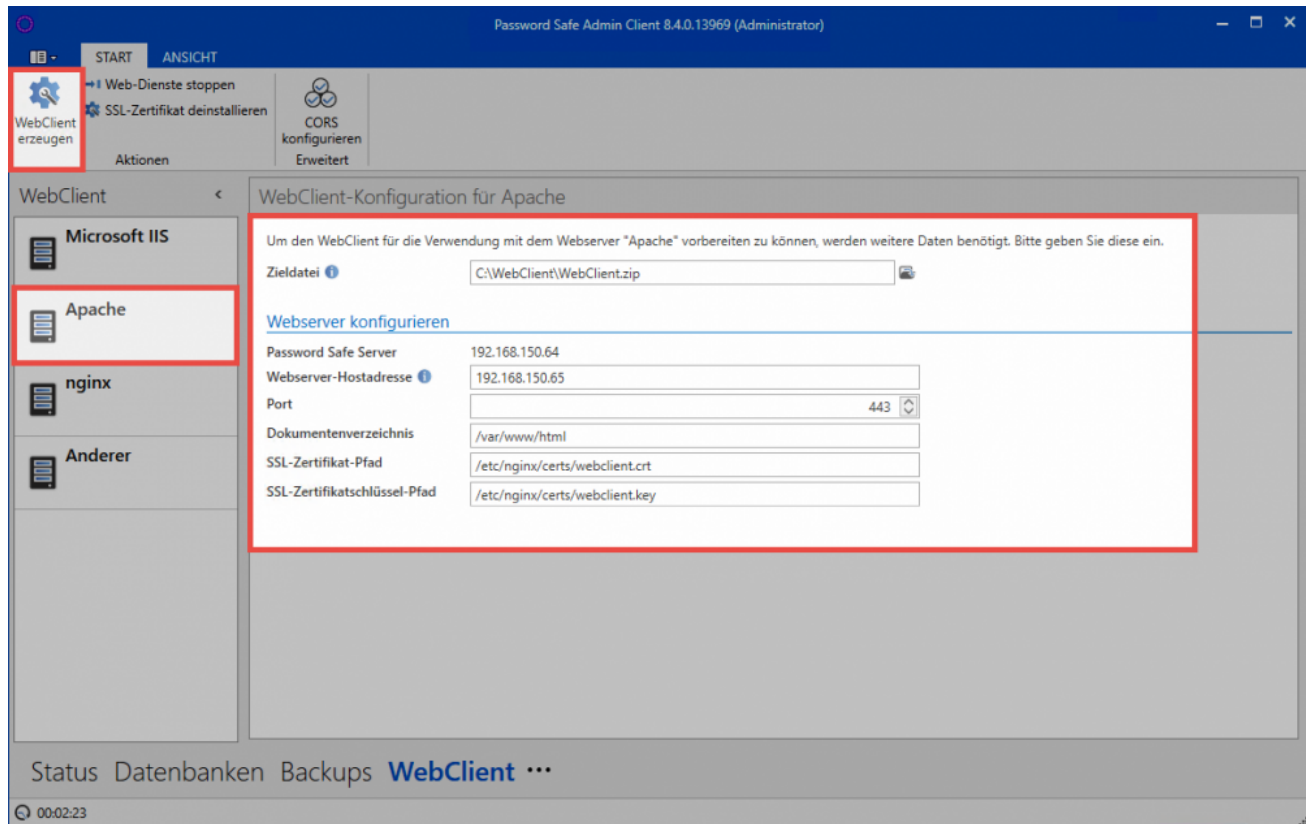 Password Safe Admin Client 8.4.0.13969 (Administrator)
START ANSICHT
WebClient erzeugen
Web-Dienste stoppen
SSL-Zertifikat deinstallieren
Aktionen
CORS konfigurieren
Erweitert
WebClient
Microsoft IIS
Apache
nginx
Anderer
WebClient-Konfiguration für Apache
Um den WebClient für die Verwendung mit dem Webserver "Apache" vorbereiten zu können, werden weitere Daten benötigt. Bitte geben Sie diese ein.
Zieldatei C:\WebClient\WebClient.zip
Webserver konfigurieren
Password Safe Server 192.168.150.64
Webserver-Hostadresse 192.168.150.65
Port 443
Dokumentenverzeichnis /var/www/html
SSL-Zertifikat-Pfad /etc/nginx/certs/webclient.crt
SSL-Zertifikatschlüssel-Pfad /etc/nginx/certs/webclient.key
Status Datenbanken Backups WebClient ···
00:02:23